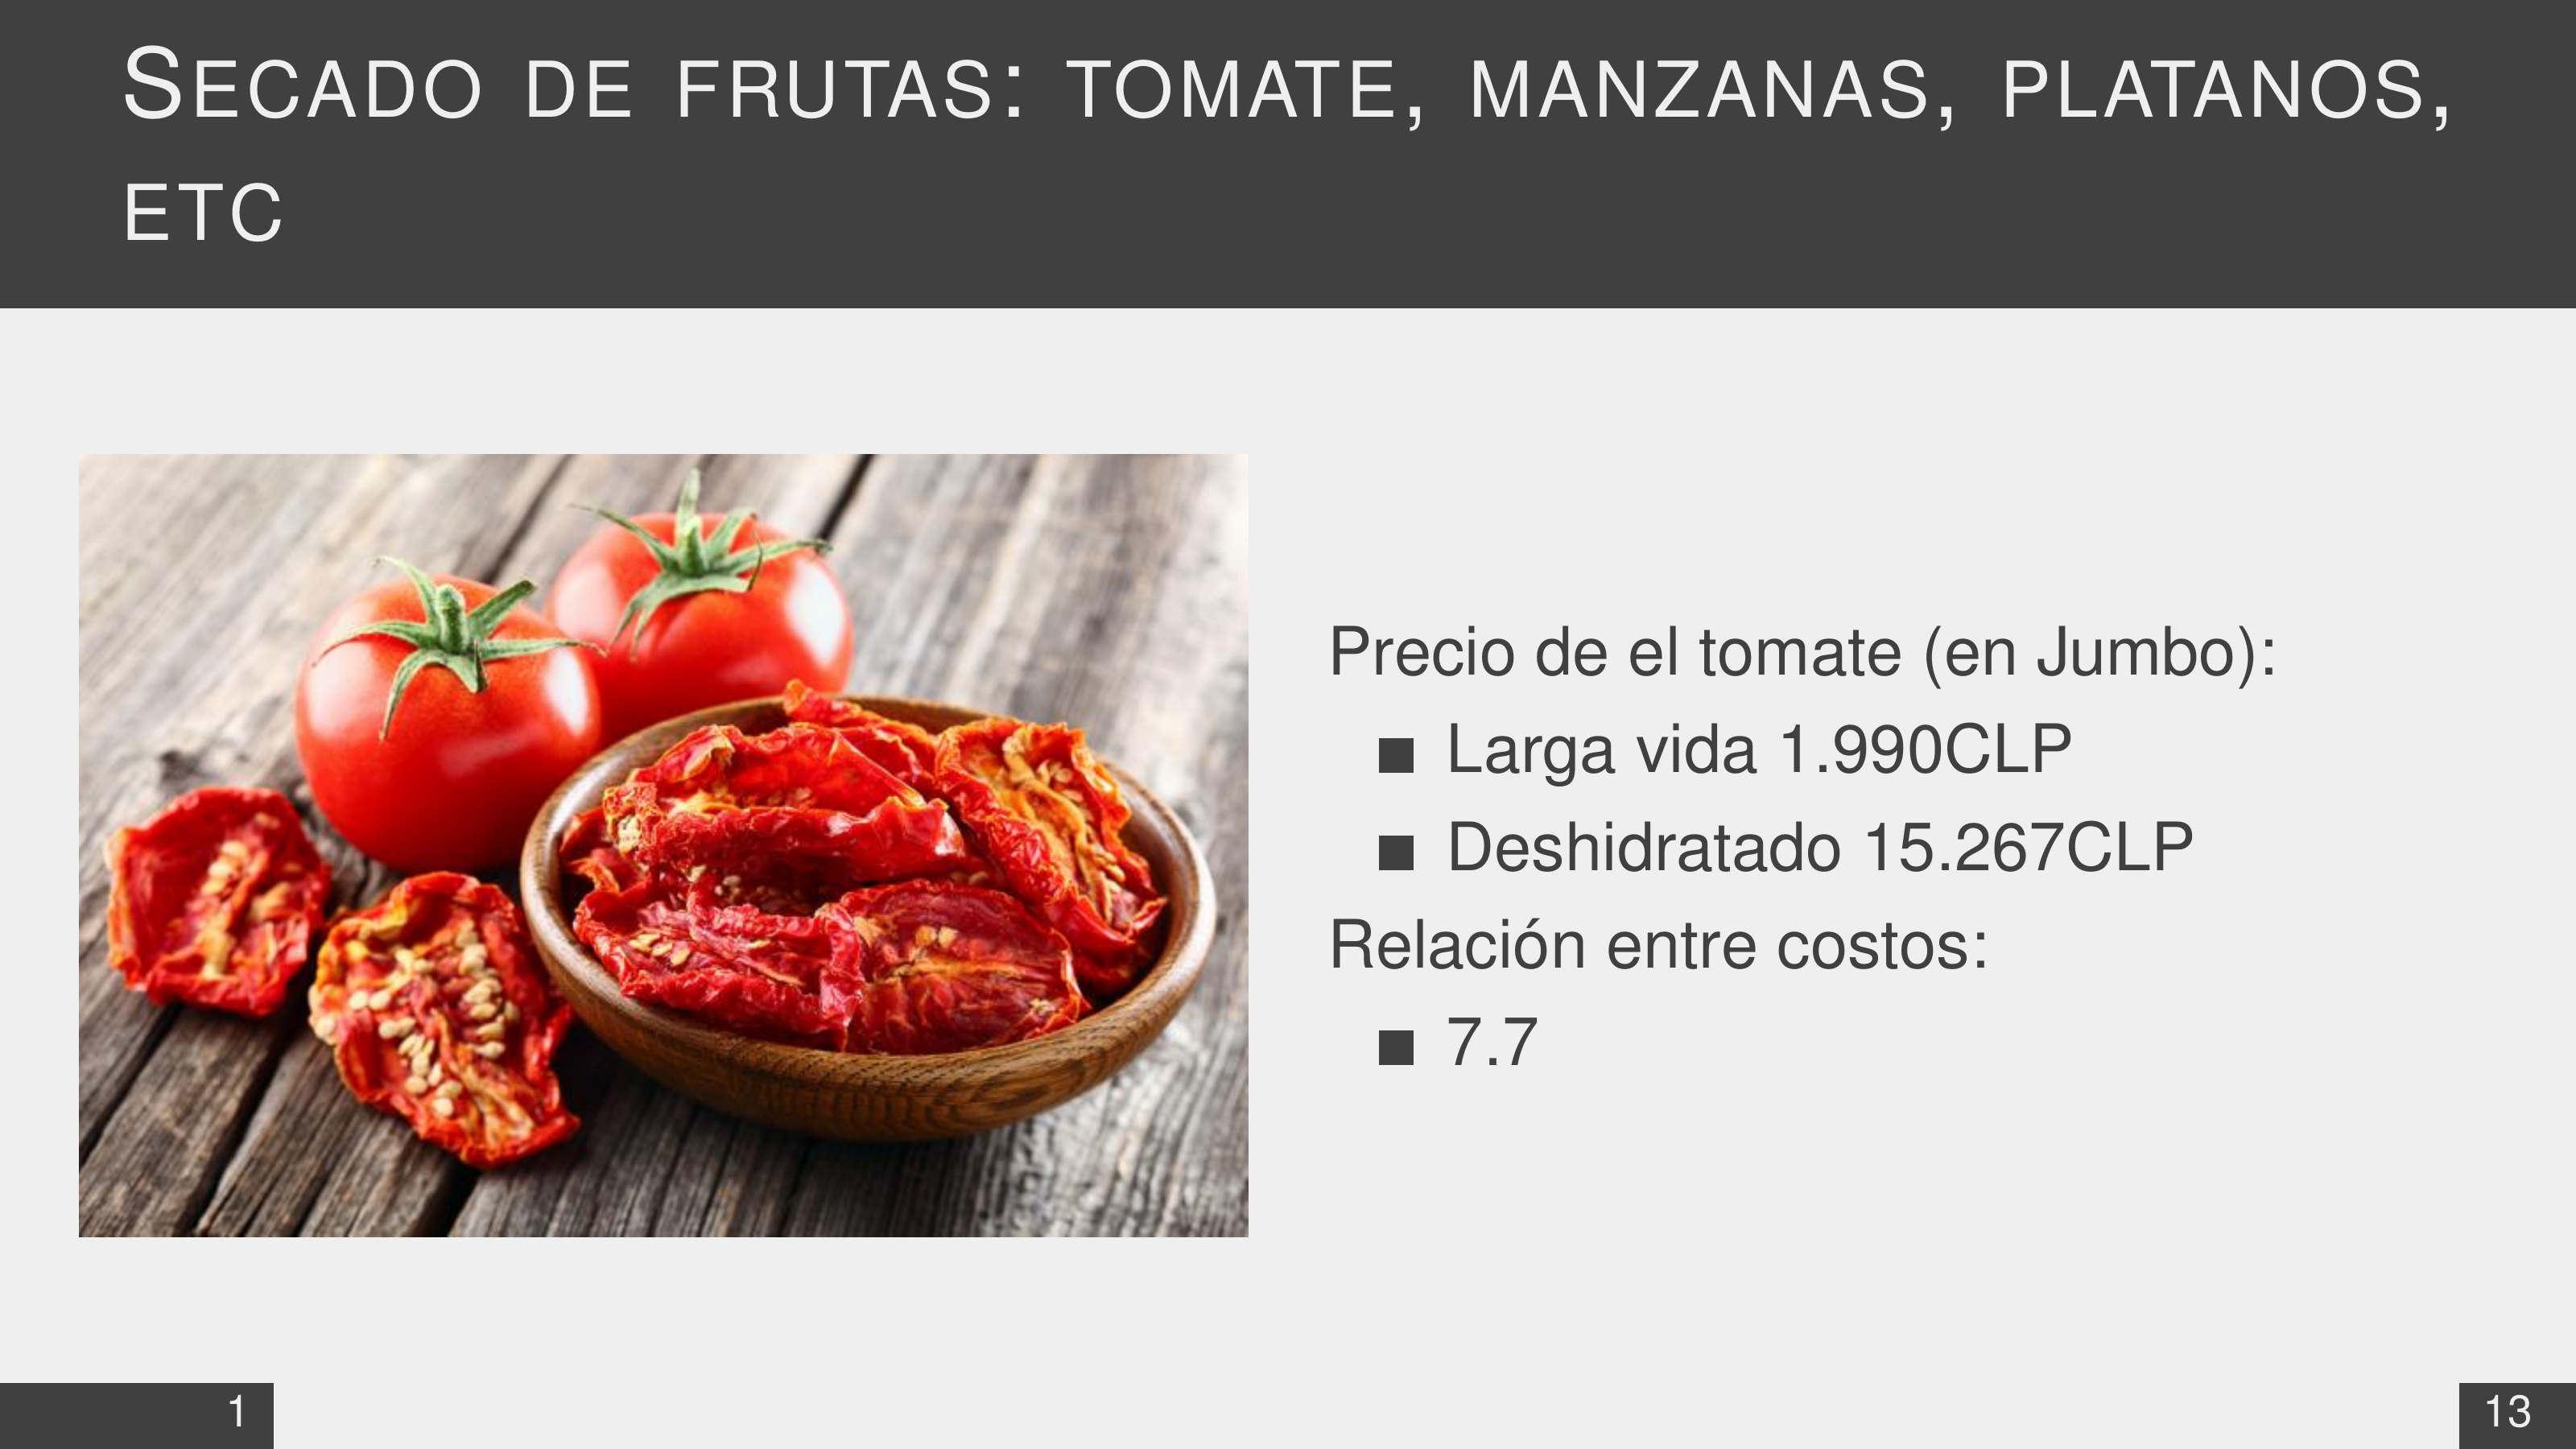 Secado de frutas: tomate, manzanas, platanos,
etc
Precio de el tomate (en Jumbo):
■ Larga vida 1.990CLP
■ Deshidratado 15.267CLP
Relación entre costos:
■ 7.7
1
13